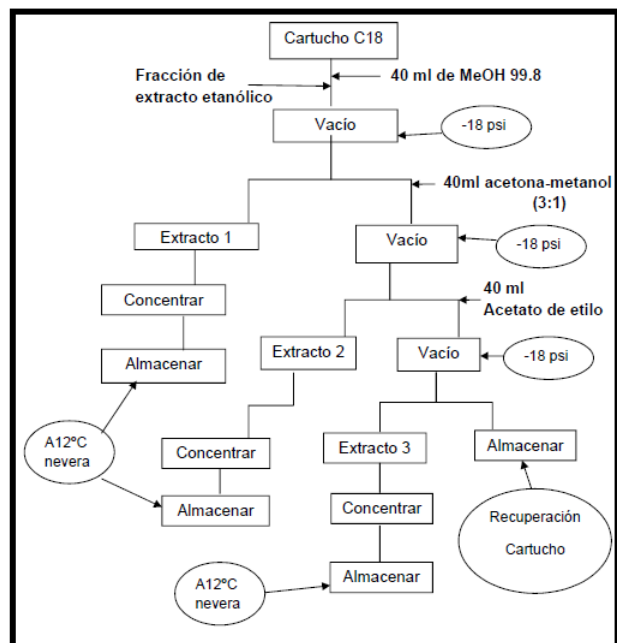 Cartucho C18
Fracción de
extracto etanólico
40 ml de MeOH 99.8
Vacío
-18 psi
40ml acetona-metanol
(3:1)
Extracto 1
Vacío
-18 psi
Concentrar
40 ml
Acetato de etilo
Extracto 2
Vacío
-18 psi
Almacenar
A12ºC
nevera
Concentrar
Extracto 3
Almacenar
Almacenar
Concentrar
Recuperación
Cartucho
A12ºC
nevera
Almacenar